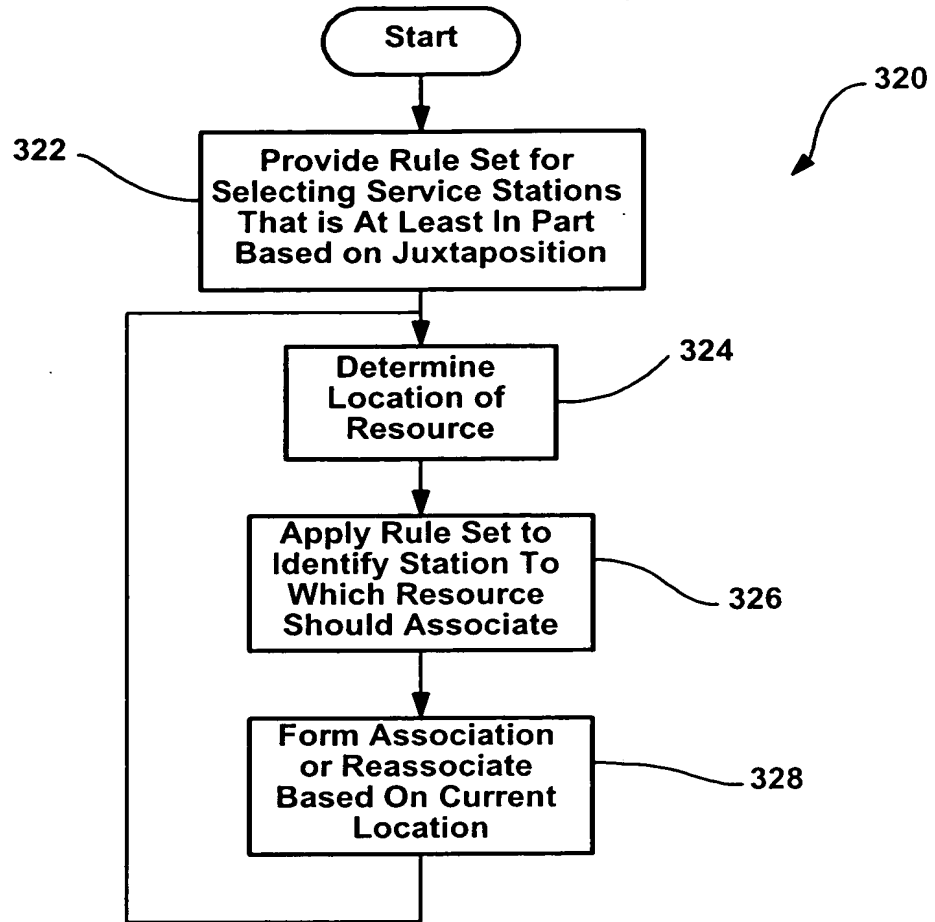 Start
320
322
Provide Rule Set for
Selecting Service Stations
That is At Least In Part
Based on Juxtaposition
324
Determine
Location of
Resource
Apply Rule Set to
Identify Station To
Which Resource
Should Associate
326
Form Association
or Reassociate
Based On Current
Location
328